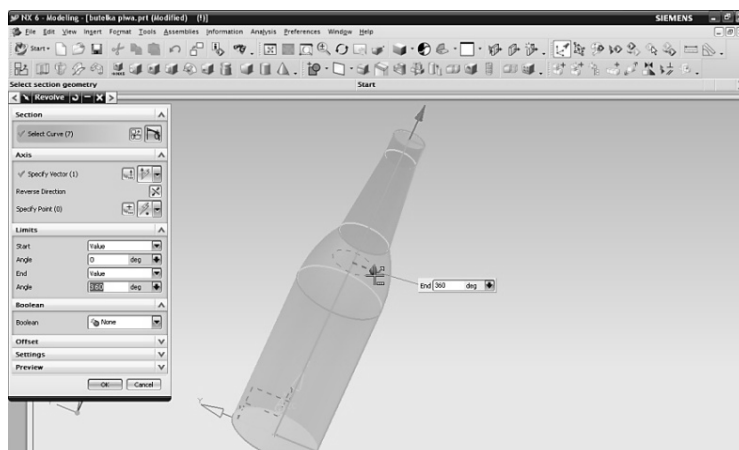 NX 6 - Modeling - [butelka piwa.prt (Modified) (!)]
SIEMENS
File Edit View Insert Format Tools Assemblies Information Analysis Preferences Window Help
Start
Select section geometry
Start
Revolve
Section
Select Curve (7)
Axis
Specify Vector (1)
Reverse Direction
Specify Point (0)
Limits
Start Value
Angle 0 deg
End Value
Angle 360 deg
Boolean
Boolean None
Offset
Settings
Preview
OK Cancel
End 360 deg